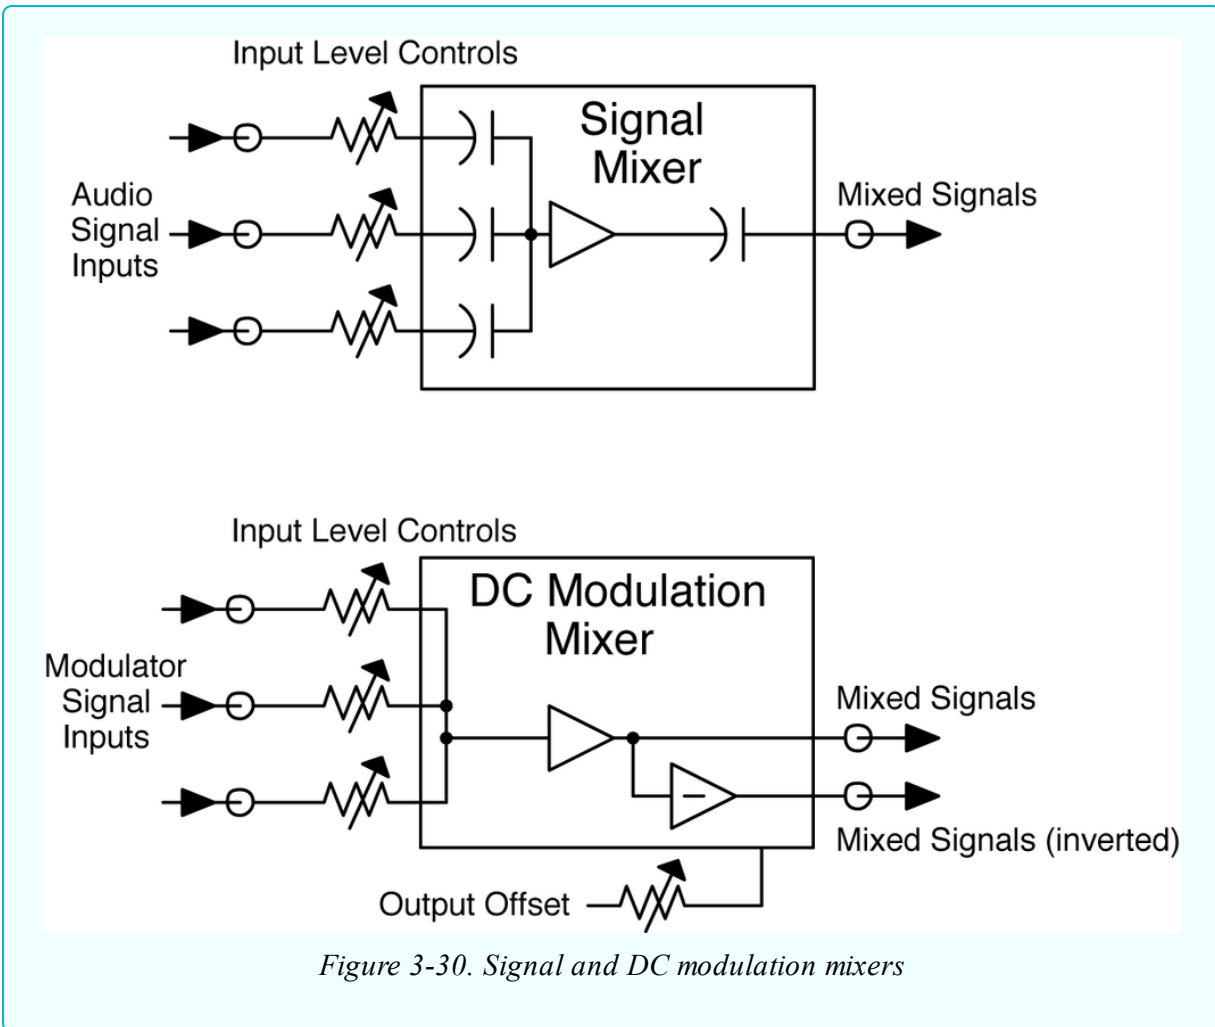 Input Level Controls
Signal
Mixer
Audio
Signal
Inputs
Mixed Signals
Input Level Controls
DC Modulation
Mixer
Modulator
Signal
Inputs
Mixed Signals
Mixed Signals (inverted)
Output Offset
Figure 3-30. Signal and DC modulation mixers